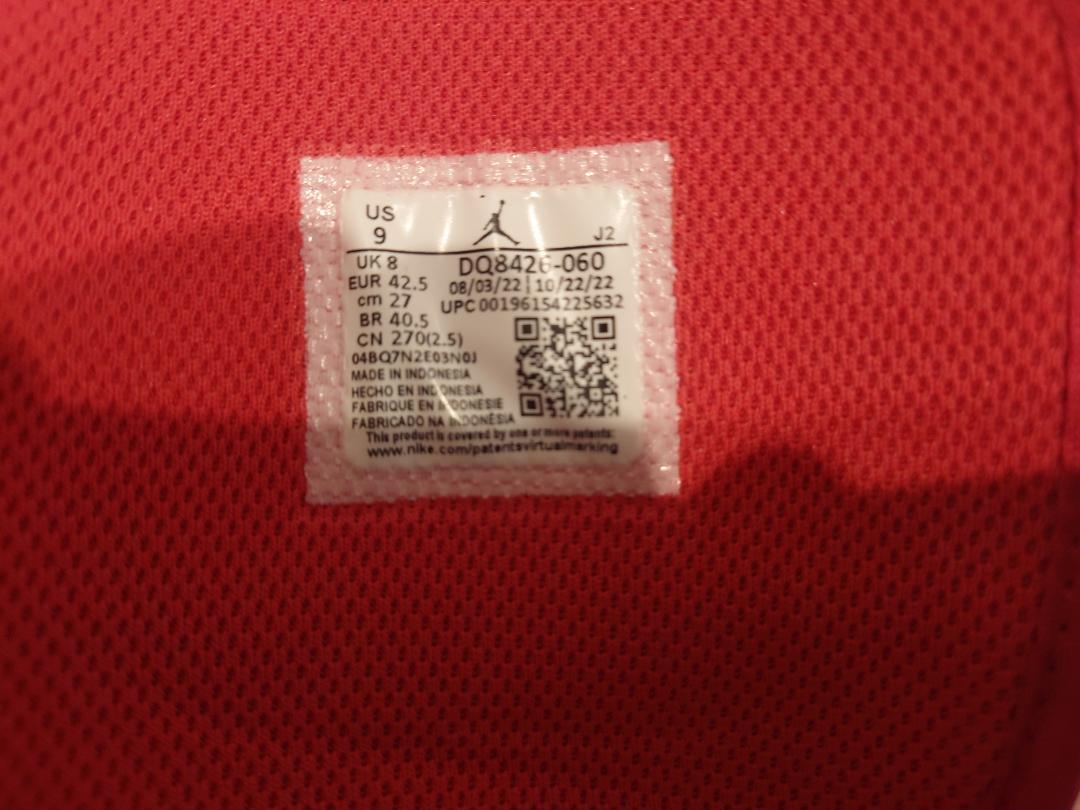 US
9
J2
UK 8
DQ8426-060
EUR 42.5
08/03/22 | 10/22/22
cm 27
UPC 00196154225632
BR 40.5
CN 270(2.5)
04BQ7N2E03N0J
MADE IN INDONESIA
HECHO EN INDONESIA
FABRIQUE EN INDONESIE
FABRICADO NA INDONÉSIA
This product is covered by one or more patents:
www.nike.com/patentsvirtualmarking